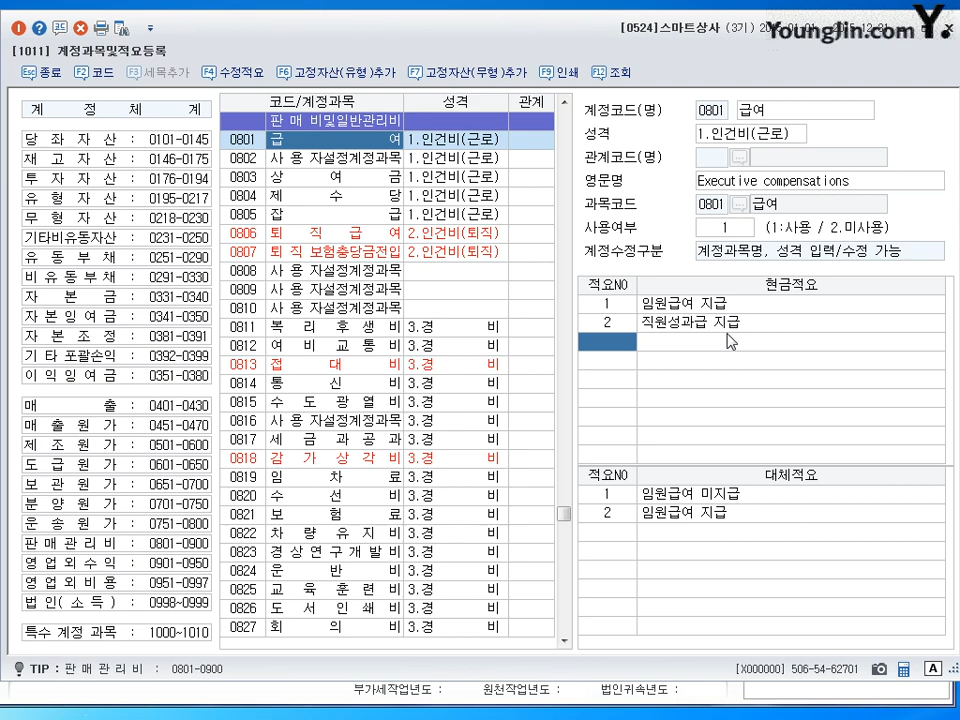 [0524]스마트상사 (3기)
YoungJin.com Y.
[1011] 계정과목및적요등록
Esc 종료 F2 코드 F3 세목추가 F4 수정적요 F6 고정자산(유형)추가 F7 고정자산(무형)추가 F9 인쇄 F12 조회
계 정 체 계
당 좌 자 산 : 0101-0145
재 고 자 산 : 0146-0175
투 자 자 산 : 0176-0194
유 형 자 산 : 0195-0217
무 형 자 산 : 0218-0230
기타비유동자산 : 0231-0250
유 동 부 채 : 0251-0290
비 유 동 부 채 : 0291-0330
자 본 금 : 0331-0340
자 본 잉 여 금 : 0341-0350
자 본 조 정 : 0381-0391
기 타 포괄손익 : 0392-0399
이 익 잉 여 금 : 0351-0380
매 출 : 0401-0430
매 출 원 가 : 0451-0470
제 조 원 가 : 0501-0600
도 급 원 가 : 0601-0650
보 관 원 가 : 0651-0700
분 양 원 가 : 0701-0750
운 송 원 가 : 0751-0800
판 매 관 리 비 : 0801-0900
영 업 외 수 익 : 0901-0950
영 업 외 비 용 : 0951-0997
법 인 ( 소 득 ) : 0998~0999
특수 계정 과목 : 1000~1010
코드/계정과목 성격 관계
판 매 비및일반관리비
0801 급 여 1.인건비(근로)
0802 사 용 자설정계정과목 1.인건비(근로)
0803 상 여 금 1.인건비(근로)
0804 제 수 당 1.인건비(근로)
0805 잡 급 1.인건비(근로)
0806 퇴 직 급 여 2.인건비(퇴직)
0807 퇴 직 보험충당금전입 2.인건비(퇴직)
0808 사 용 자설정계정과목
0809 사 용 자설정계정과목
0810 사 용 자설정계정과목
0811 복 리 후 생 비 3.경 비
0812 여 비 교 통 비 3.경 비
0813 접 대 비 3.경 비
0814 통 신 비 3.경 비
0815 수 도 광 열 비 3.경 비
0816 사 용 자설정계정과목 3.경 비
0817 세 금 과 공 과 3.경 비
0818 감 가 상 각 비 3.경 비
0819 임 차 료 3.경 비
0820 수 선 비 3.경 비
0821 보 험 료 3.경 비
0822 차 량 유 지 비 3.경 비
0823 경 상 연 구 개 발 비 3.경 비
0824 운 반 비 3.경 비
0825 교 육 훈 련 비 3.경 비
0826 도 서 인 쇄 비 3.경 비
0827 회 의 비 3.경 비
계정코드(명) 0801 급여
성격 1.인건비(근로)
관계코드(명)
영문명 Executive compensations
과목코드 0801 급여
사용여부 1 (1:사용 / 2.미사용)
계정수정구분 계정과목명, 성격 입력/수정 가능
적요NO 현금적요
1 임원급여 지급
2 직원성과급 지급
적요NO 대체적요
1 임원급여 미지급
2 임원급여 지급
TIP : 판 매 관 리 비 : 0801-0900
[X000000] 506-54-62701 A
부가세작업년도 : 원천작업년도 : 법인귀속년도 :